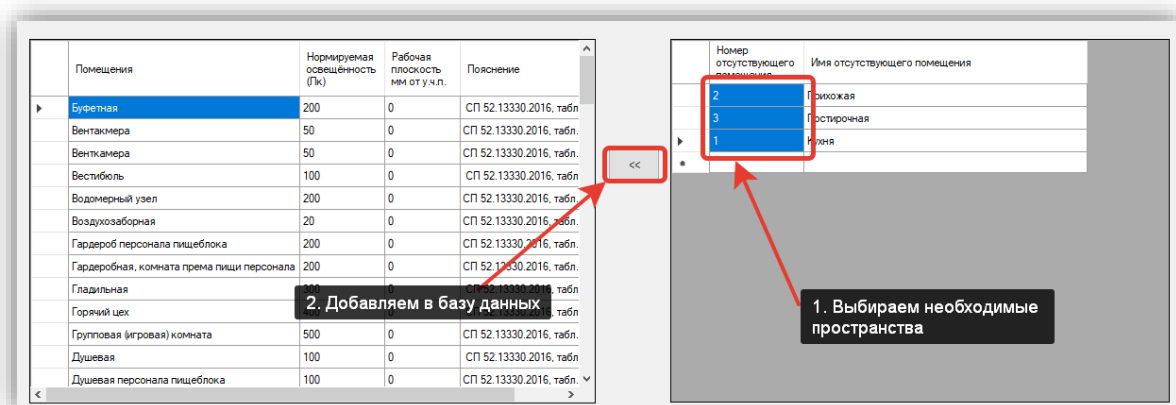 Помещения
Нормируемая
освещённость
(Лк)
Рабочая
плоскость
мм от у.ч.п.
Пояснение
Буфетная 200 0 СП 52.13330.2016, табл
Вентакмера 50 0 СП 52.13330.2016, табл.
Венткамера 50 0 СП 52.13330.2016, табл.
Вестибюль 100 0 СП 52.13330.2016, табл.
Водомерный узел 200 0 СП 52.13330.2016, табл.
Воздухозаборная 20 0 СП 52.13330.2016, табл.
Гардероб персонала пищеблока 200 0 СП 52.13330.2016, табл.
Гардеробная, комната према пищи персонала 200 0 СП 52.13330.2016, табл.
Гладильная 300 0 СП 52.13330.2016, табл
Горячий цех 400 0 СП 52.13330.2016, табл
Групповая (игровая) комната 500 0 СП 52.13330.2016, табл
Душевая 100 0 СП 52.13330.2016, табл
Душевая персонала пищеблока 100 0 СП 52.13330.2016, табл.
<<
2. Добавляем в базу данных
Номер
отсутствующего
помещения
Имя отсутствующего помещения
2 Прихожая
3 Постирочная
1 Кухня
1. Выбираем необходимые
пространства